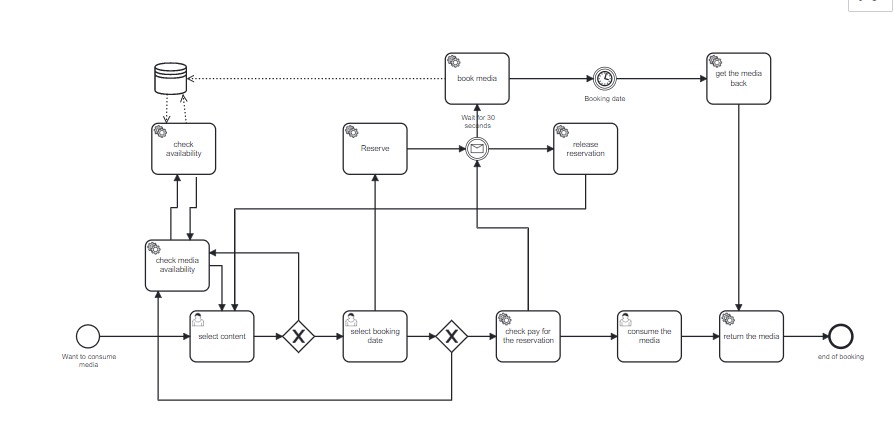 book media
get the media
back
Booking date
Wait for 30
seconds
check
availability
Reserve
release
reservation
check media
availability
select content
select booking
date
check pay for
the reservation
consume the
media
return the media
Want to consume
media
end of booking